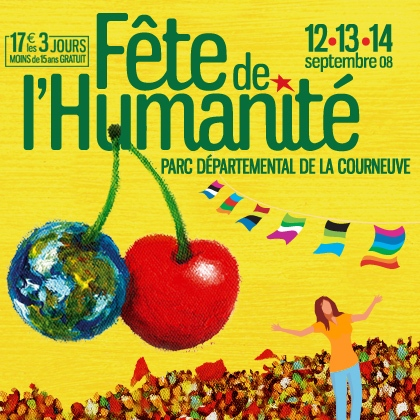 17€ les 3 JOURS
MOINS de 15 ans GRATUIT
Fête de
l'Humanité
12•13•14
septembre 08
PARC DÉPARTEMENTAL DE LA COURNEUVE